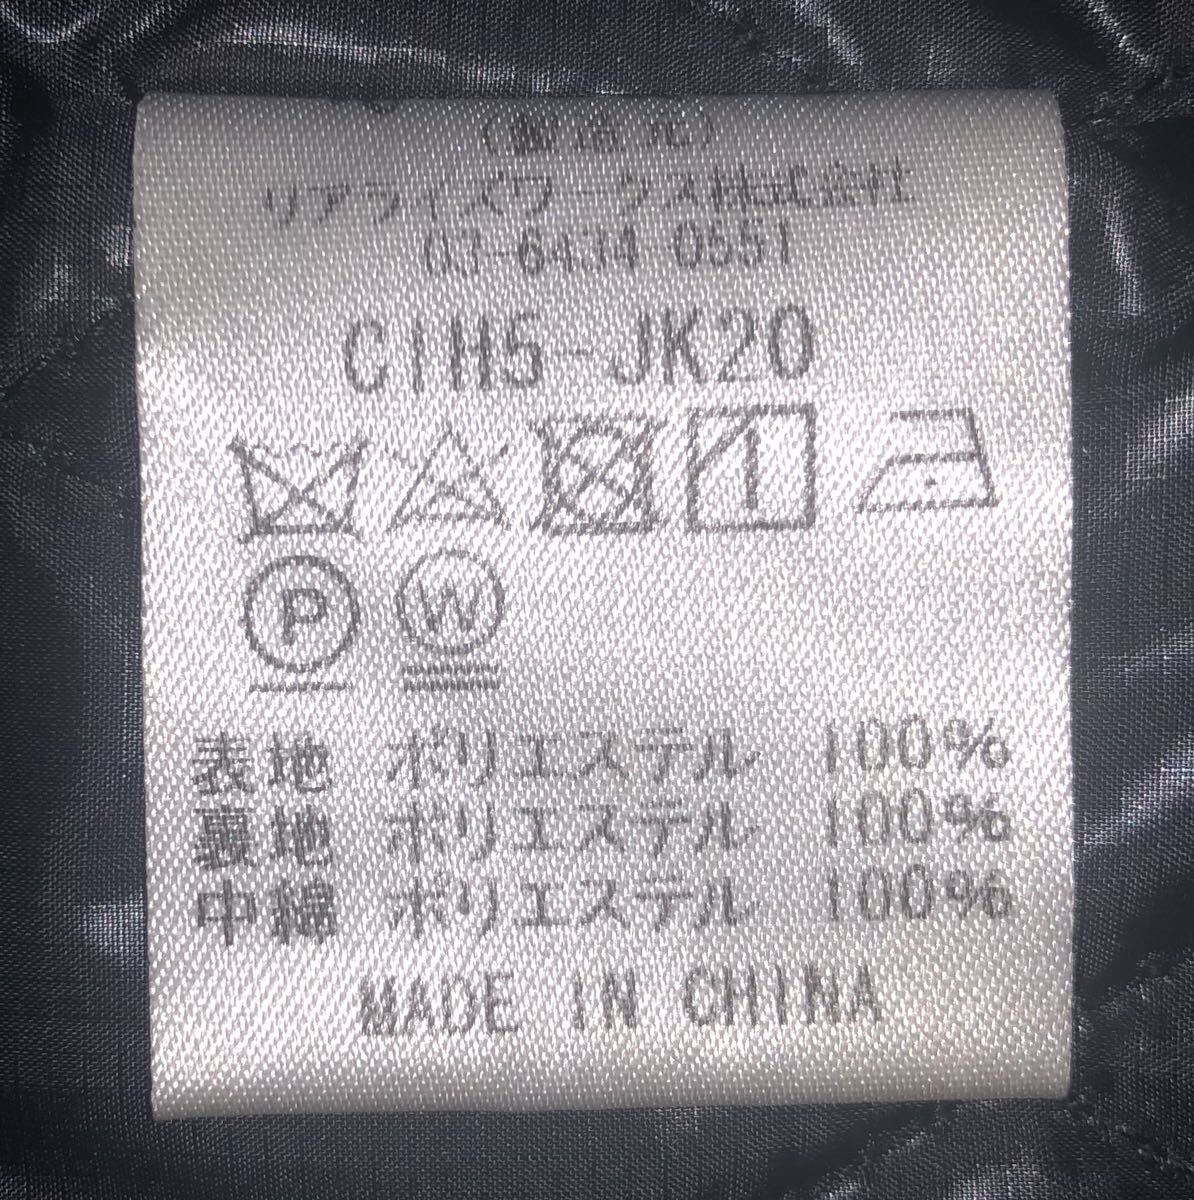 (製造元)
リアライズワークス株式会社
03-6434-0551
CIH5-JK20
P W
表地 ポリエステル 100%
裏地 ポリエステル 100%
中綿 ポリエステル 100%
MADE IN CHINA